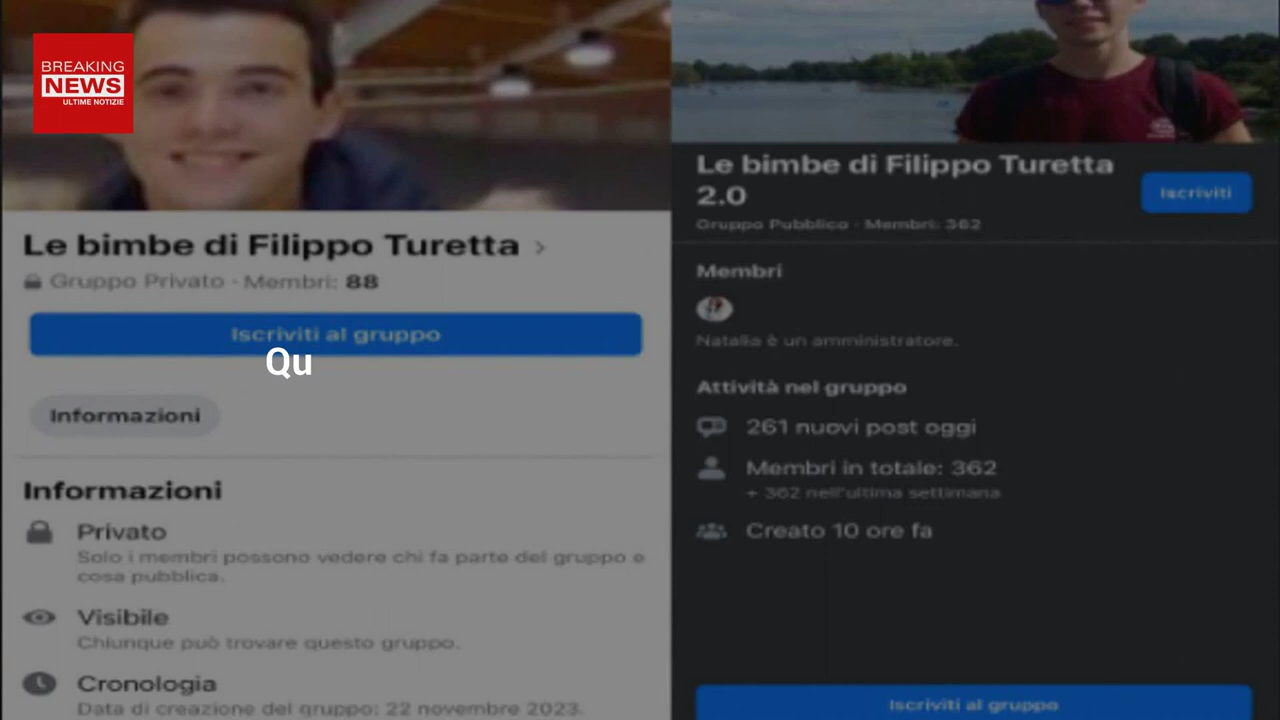 BREAKING
NEWS
ULTIME NOTIZIE
Le bimbe di Filippo Turetta
Gruppo Privato · Membri: 88
Iscriviti al gruppo
Qu
Informazioni
Informazioni
Privato
Solo i membri possono vedere chi fa parte del gruppo e
cosa pubblica.
Visibile
Chiunque può trovare questo gruppo.
Cronologia
Data di creazione del gruppo: 22 novembre 2023.
Le bimbe di Filippo Turetta
2.0
Iscriviti
Gruppo Pubblico · Membri: 362
Membri
Natalia è un amministratore.
Attività nel gruppo
261 nuovi post oggi
Membri in totale: 362
+ 362 nell'ultima settimana
Creato 10 ore fa
Iscriviti al gruppo